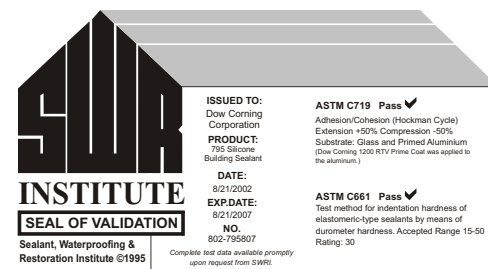 SWR
INSTITUTE
SEAL OF VALIDATION
Sealant, Waterproofing &
Restoration Institute ©1995
ISSUED TO:
Dow Corning
Corporation
PRODUCT:
795 Silicone
Building Sealant
DATE:
8/21/2002
EXP.DATE:
8/21/2007
NO.
802-795807
Complete test data available promptly
upon request from SWRI.
ASTM C719 Pass ✔
Adhesion/Cohesion (Hockman Cycle)
Extension +50% Compression -50%
Substrate: Glass and Primed Aluminium
(Dow Corning 1200 RTV Prime Coat was applied to
the aluminum.)
ASTM C661 Pass ✔
Test method for indentation hardness of
elastomeric-type sealants by means of
durometer hardness. Accepted Range 15-50
Rating: 30